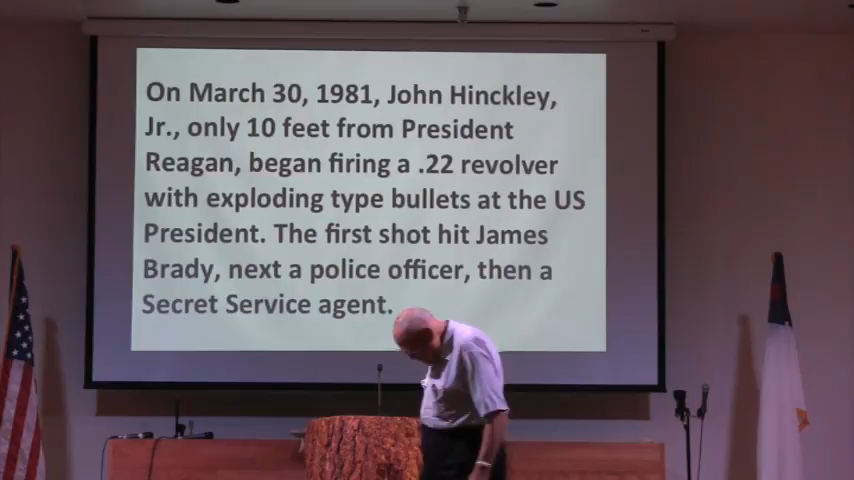 On March 30, 1981, John Hinckley,
Jr., only 10 feet from President
Reagan, began firing a .22 revolver
with exploding type bullets at the US
President. The first shot hit James
Brady, next a police officer, then a
Secret Service agent.